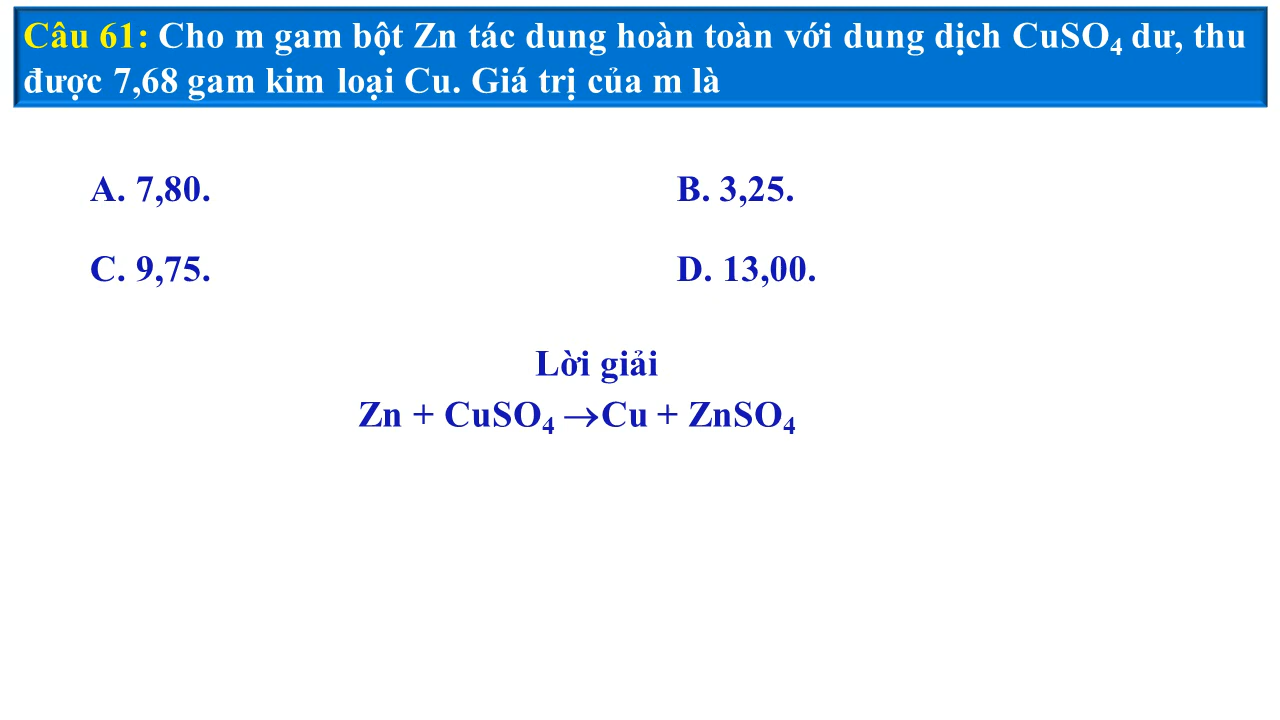 Câu 61: Cho m gam bột Zn tác dung hoàn toàn với dung dịch CuSO₄ dư, thu
được 7,68 gam kim loại Cu. Giá trị của m là
A. 7,80. B. 3,25.
C. 9,75. D. 13,00.
Lời giải
Zn + CuSO₄ →Cu + ZnSO₄